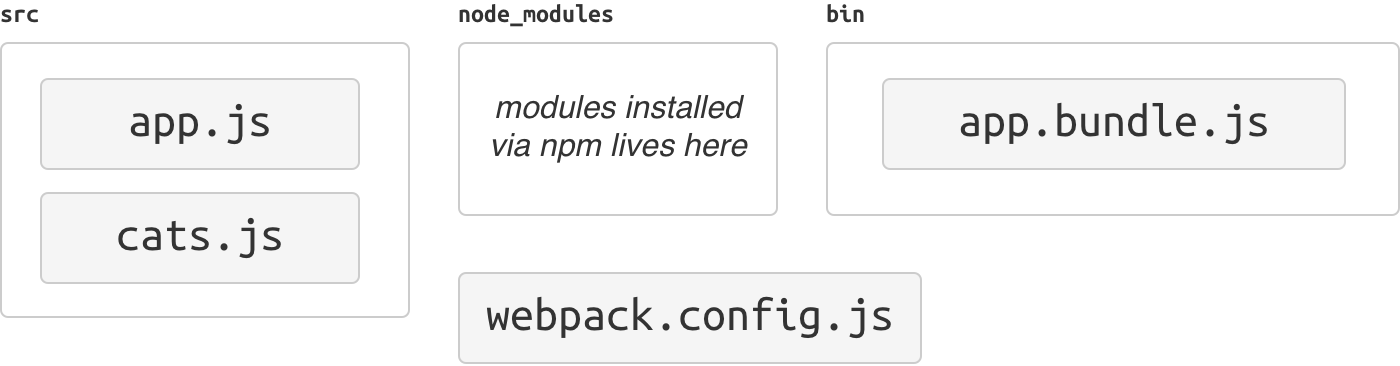 src
app.js
cats.js
node_modules
modules installed
via npm lives here
bin
app.bundle.js
webpack.config.js